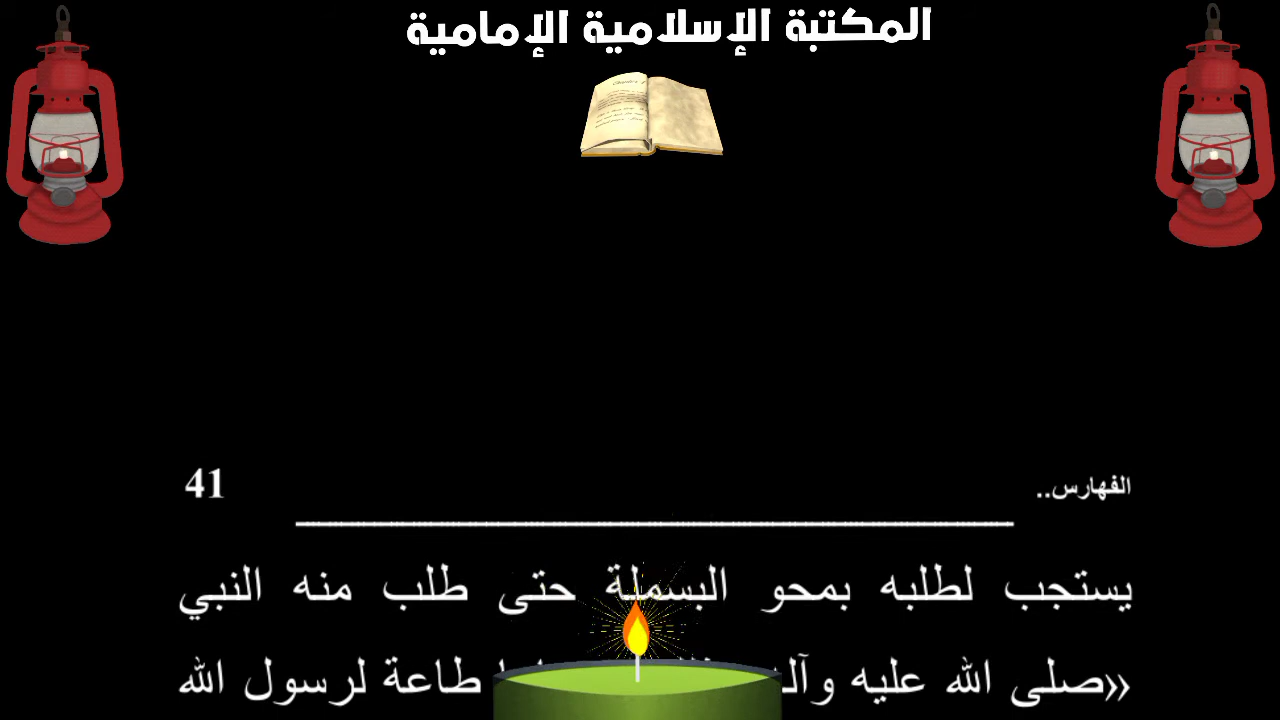 المكتبة الإسلامية الإمامية
الفهارس.. 41
يستجب لطلبه بمحو البسملة حتى طلب منه النبي
«صلى الله عليه طاعة لرسول الله